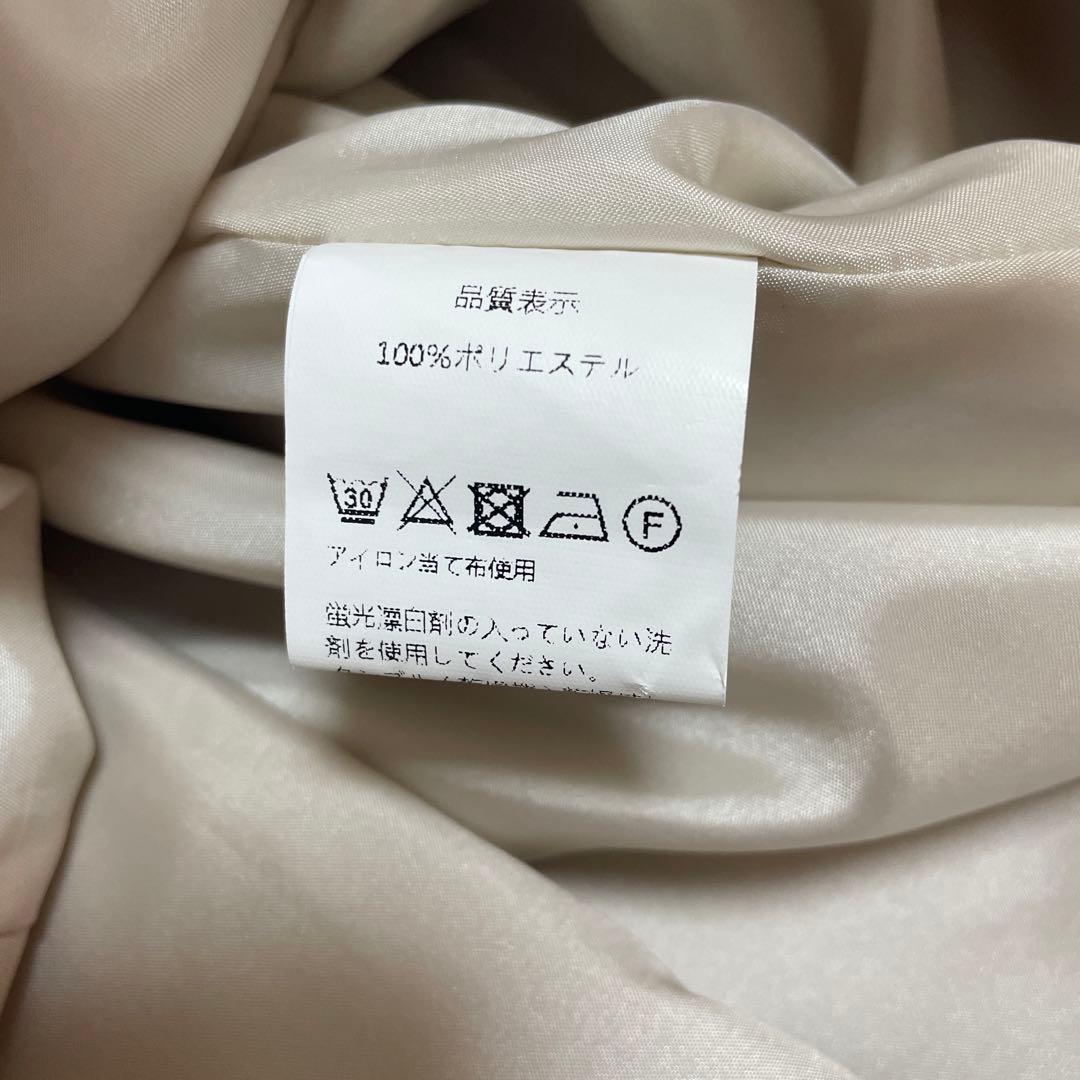 品質表示
100%ポリエステル
30
F
アイロン当て布使用
蛍光漂白剤の入っていない洗
剤を使用してください。